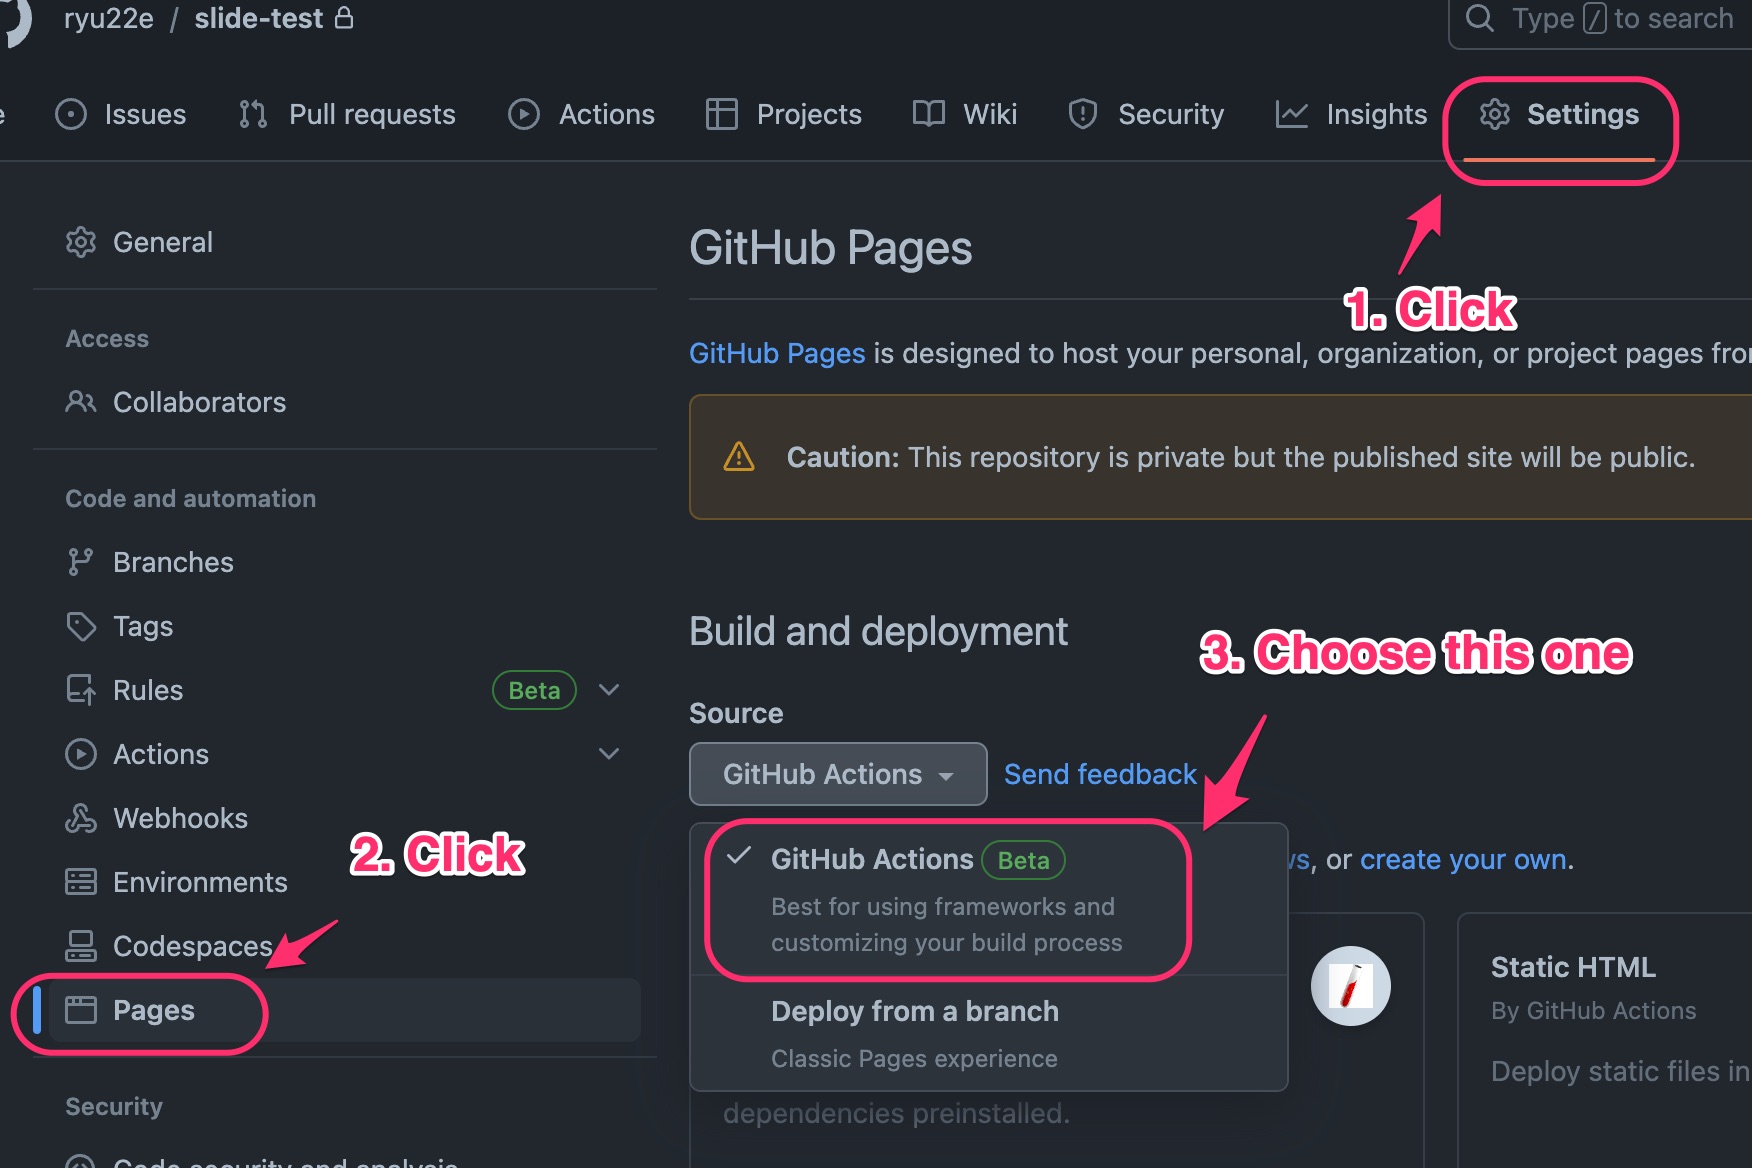 ryu22e / slide-test
Type / to search
Issues
Pull requests
Actions
Projects
Wiki
Security
Insights
Settings
1. Click
General
Access
Collaborators
Code and automation
Branches
Tags
Rules Beta
Actions
Webhooks
Environments
Codespaces
2. Click
Pages
Security
Code security and analysis
GitHub Pages
GitHub Pages is designed to host your personal, organization, or project pages
Caution: This repository is private but the published site will be public.
Build and deployment
3. Choose this one
Source
GitHub Actions
Send feedback
GitHub Actions Beta
Best for using frameworks and
customizing your build process
Deploy from a branch
Classic Pages experience
, or create your own.
dependencies preinstalled.
Static HTML
By GitHub Actions
Deploy static files in